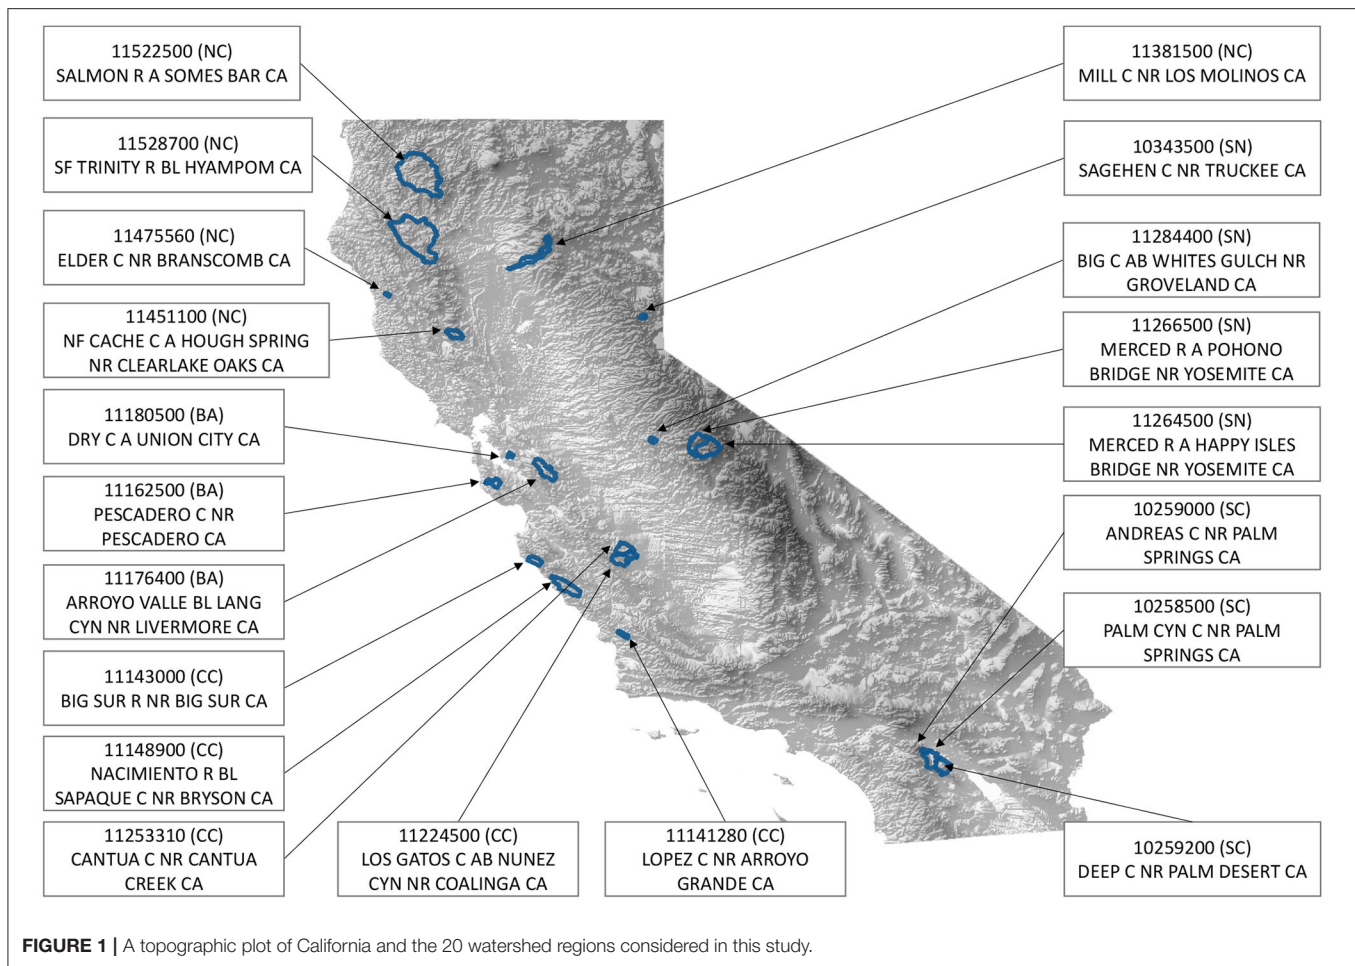 11522500 (NC)
SALMON R A SOMES BAR CA
11528700 (NC)
SF TRINITY R BL HYAMPOM CA
11475560 (NC)
ELDER C NR BRANSCOMB CA
11451100 (NC)
NF CACHE C A HOUGH SPRING
NR CLEARLAKE OAKS CA
11180500 (BA)
DRY C A UNION CITY CA
11162500 (BA)
PESCADERO C NR
PESCADERO CA
11176400 (BA)
ARROYO VALLE BL LANG
CYN NR LIVERMORE CA
11143000 (CC)
BIG SUR R NR BIG SUR CA
11148900 (CC)
NACIMIENTO R BL
SAPAQUE C NR BRYSON CA
11253310 (CC)
CANTUA C NR CANTUA
CREEK CA
11224500 (CC)
LOS GATOS C AB NUNEZ
CYN NR COALINGA CA
11141280 (CC)
LOPEZ C NR ARROYO
GRANDE CA
11381500 (NC)
MILL C NR LOS MOLINOS CA
10343500 (SN)
SAGEHEN C NR TRUCKEE CA
11284400 (SN)
BIG C AB WHITES GULCH NR
GROVELAND CA
11266500 (SN)
MERCED R A POHONO
BRIDGE NR YOSEMITE CA
11264500 (SN)
MERCED R A HAPPY ISLES
BRIDGE NR YOSEMITE CA
10259000 (SC)
ANDREAS C NR PALM
SPRINGS CA
10258500 (SC)
PALM CYN C NR PALM
SPRINGS CA
10259200 (SC)
DEEP C NR PALM DESERT CA
FIGURE 1 | A topographic plot of California and the 20 watershed regions considered in this study.